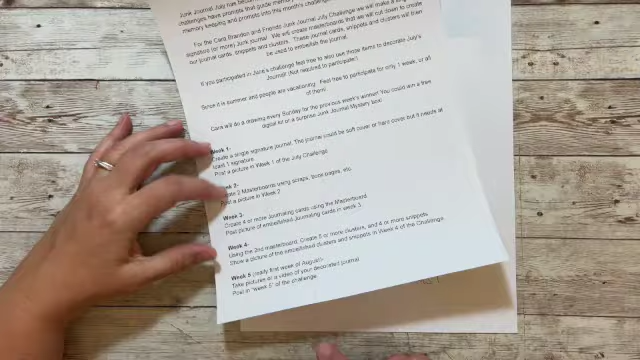 Junk Journal July has
challenges have prompts that guide
memory keeping and prompts into the month's
For the Cara Brandon and Friends Junk Journal July Challenge we will make a
signature (or more) Junk journal. We will create masterboards that we will cut down to create
our journal cards, snippets and clusters. These journal cards, snippets and clusters will then
be used to embellish the journal.
If you participated in June's challenge feel free to also use those items to decorate July's
Journal! (Not required to participate!)
Since it is summer and people are vacationing. Feel free to participate for only 1 week, or all
of them!
Cara will do a drawing every Sunday for the previous week's winner! You could win a free
digital kit or a surprise Junk Journal Mystery box!
Week 1-
Create a single signature journal. The journal could be soft cover or hard cover but it needs at
least 1 signature.
Post a picture in Week 1 of the July Challenge
Week 2-
2 Masterboards using scraps, book pages, etc.
a picture in Week 2
Week 3-
Create 4 or more Journaling cards using the Masterboard.
Post picture of embellished Journaling cards in week 3.
Week 4-
Using the 2nd masterboard, Create 5 or more clusters, and 4 or more snippets
Show a picture of the embellished clusters and snippets in Week 4 of the Challenge.
Week 5 (ready first week of August)-
Take pictures or a video of your decorated journal
Post in "week 5" of the challenge.